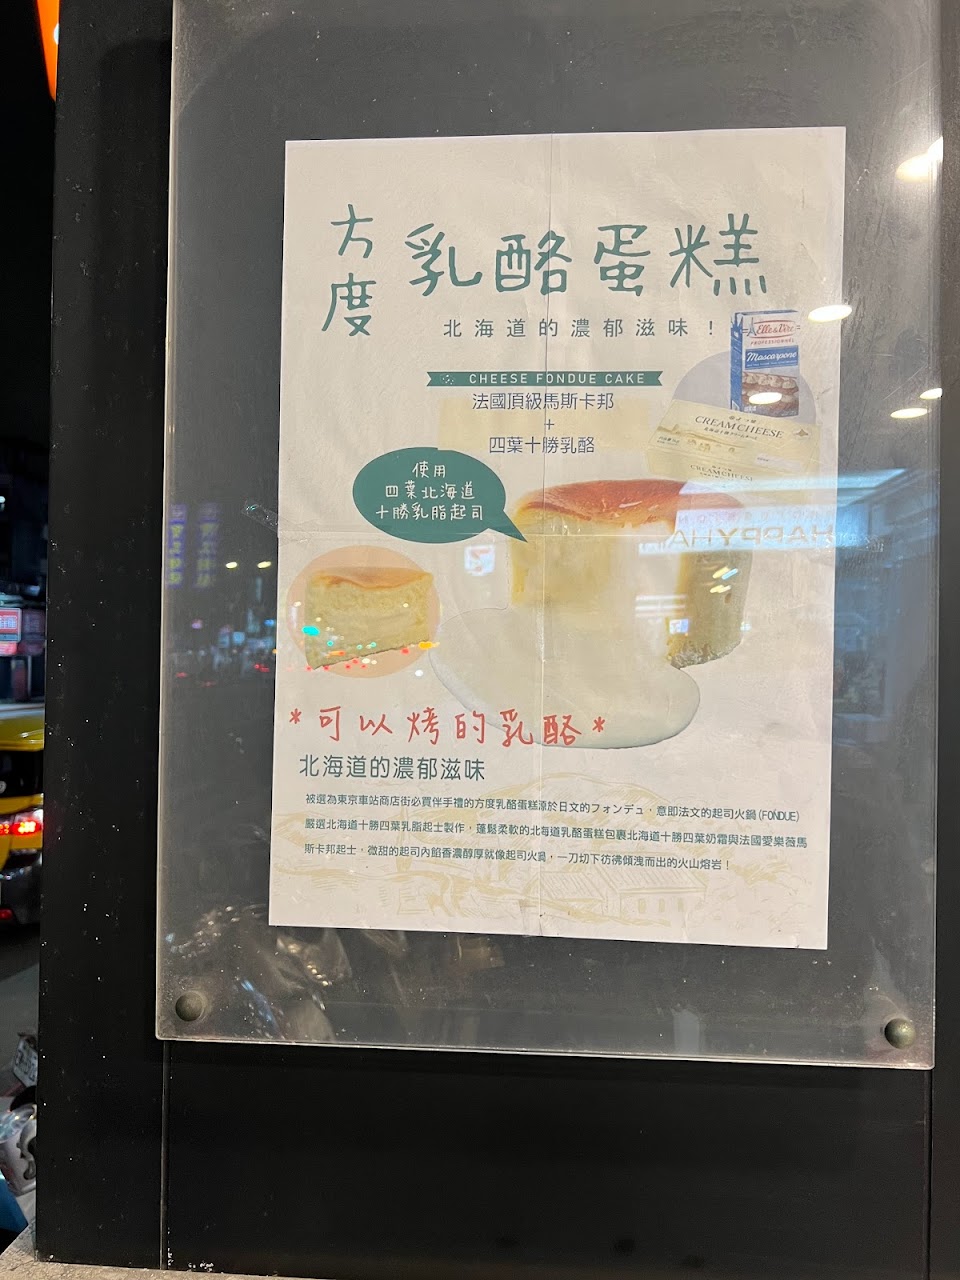 方度
乳酪蛋糕
北海道的濃郁滋味！
CHEESE FONDUE CAKE
法國頂級馬斯卡邦
+
四葉十勝乳酪
Elle & Vire
PROFESSIONNEL
Mascarpone
CREAM CHEESE
CREAM CHEESE
使用
四葉北海道
十勝乳脂起司
HAPPYHA
*可以烤的乳酪*
北海道的濃郁滋味
被選為東京車站商店街必買伴手禮的方度乳酪蛋糕源於日文的フォンデュ，意即法文的起司火鍋(FONDUE)
嚴選北海道十勝四葉乳脂起士製作，蓬鬆柔軟的北海道乳酪蛋糕包裹北海道十勝四葉奶霜與法國愛樂薇馬
斯卡邦起士，微甜的起司內餡香濃醇厚就像起司火鍋，一刀切下彷彿傾洩而出的火山熔岩！